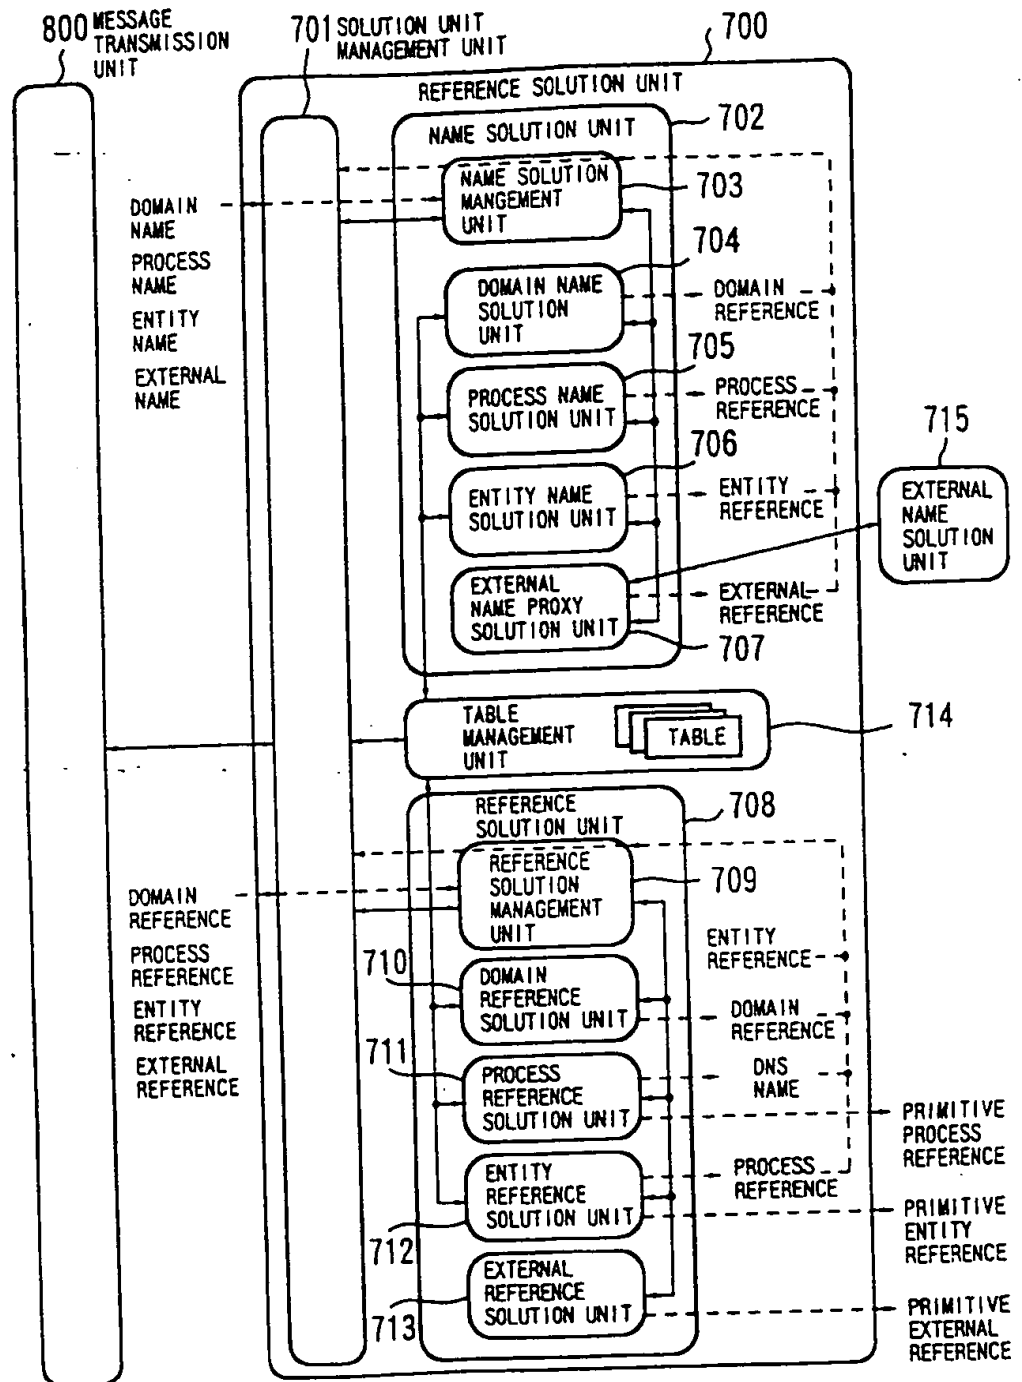 800 MESSAGE
TRANSMISSION
UNIT
701 SOLUTION UNIT
MANAGEMENT UNIT
700
REFERENCE SOLUTION UNIT
NAME SOLUTION UNIT
702
NAME SOLUTION
MANGEMENT
UNIT
703
DOMAIN
NAME
PROCESS
NAME
ENTITY
NAME
EXTERNAL
NAME
704
DOMAIN NAME
SOLUTION
UNIT
DOMAIN
REFERENCE
705
PROCESS NAME
SOLUTION UNIT
PROCESS
REFERENCE
706
ENTITY NAME
SOLUTION UNIT
ENTITY
REFERENCE
715
EXTERNAL
NAME
SOLUTION
UNIT
EXTERNAL
NAME PROXY
SOLUTION UNIT
EXTERNAL
REFERENCE
707
TABLE
MANAGEMENT
UNIT
TABLE
714
REFERENCE
SOLUTION UNIT
708
REFERENCE
SOLUTION
MANAGEMENT
UNIT
709
DOMAIN
REFERENCE
PROCESS
REFERENCE
ENTITY
REFERENCE
EXTERNAL
REFERENCE
ENTITY
REFERENCE
710
DOMAIN
REFERENCE
SOLUTION UNIT
DOMAIN
REFERENCE
711
PROCESS
REFERENCE
SOLUTION UNIT
DNS
NAME
PRIMITIVE
PROCESS
REFERENCE
ENTITY
REFERENCE
SOLUTION UNIT
712
PROCESS
REFERENCE
PRIMITIVE
ENTITY
REFERENCE
EXTERNAL
REFERENCE
SOLUTION UNIT
713
PRIMITIVE
EXTERNAL
REFERENCE